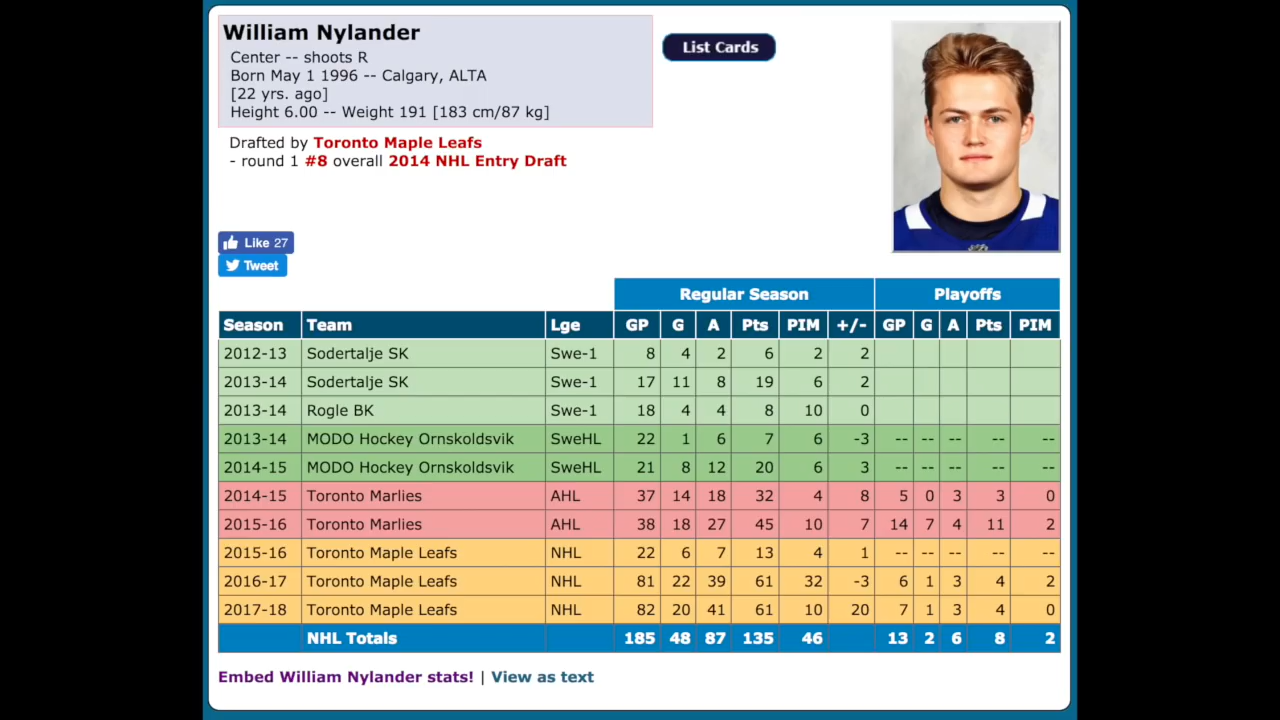 William Nylander
Center -- shoots R
Born May 1 1996 -- Calgary, ALTA
[22 yrs. ago]
Height 6.00 -- Weight 191 [183 cm/87 kg]
List Cards
Drafted by Toronto Maple Leafs
- round 1 #8 overall 2014 NHL Entry Draft
Like 27
Tweet
Regular Season Playoffs
Season Team Lge GP G A Pts PIM +/- GP G A Pts PIM
2012-13 Sodertalje SK Swe-1 8 4 2 6 2 2
2013-14 Sodertalje SK Swe-1 17 11 8 19 6 2
2013-14 Rogle BK Swe-1 18 4 4 8 10 0
2013-14 MODO Hockey Ornskoldsvik SweHL 22 1 6 7 6 -3 -- -- -- -- --
2014-15 MODO Hockey Ornskoldsvik SweHL 21 8 12 20 6 3 -- -- -- -- --
2014-15 Toronto Marlies AHL 37 14 18 32 4 8 5 0 3 3 0
2015-16 Toronto Marlies AHL 38 18 27 45 10 7 14 7 4 11 2
2015-16 Toronto Maple Leafs NHL 22 6 7 13 4 1 -- -- -- -- --
2016-17 Toronto Maple Leafs NHL 81 22 39 61 32 -3 6 1 3 4 2
2017-18 Toronto Maple Leafs NHL 82 20 41 61 10 20 7 1 3 4 0
NHL Totals 185 48 87 135 46 13 2 6 8 2
Embed William Nylander stats! | View as text